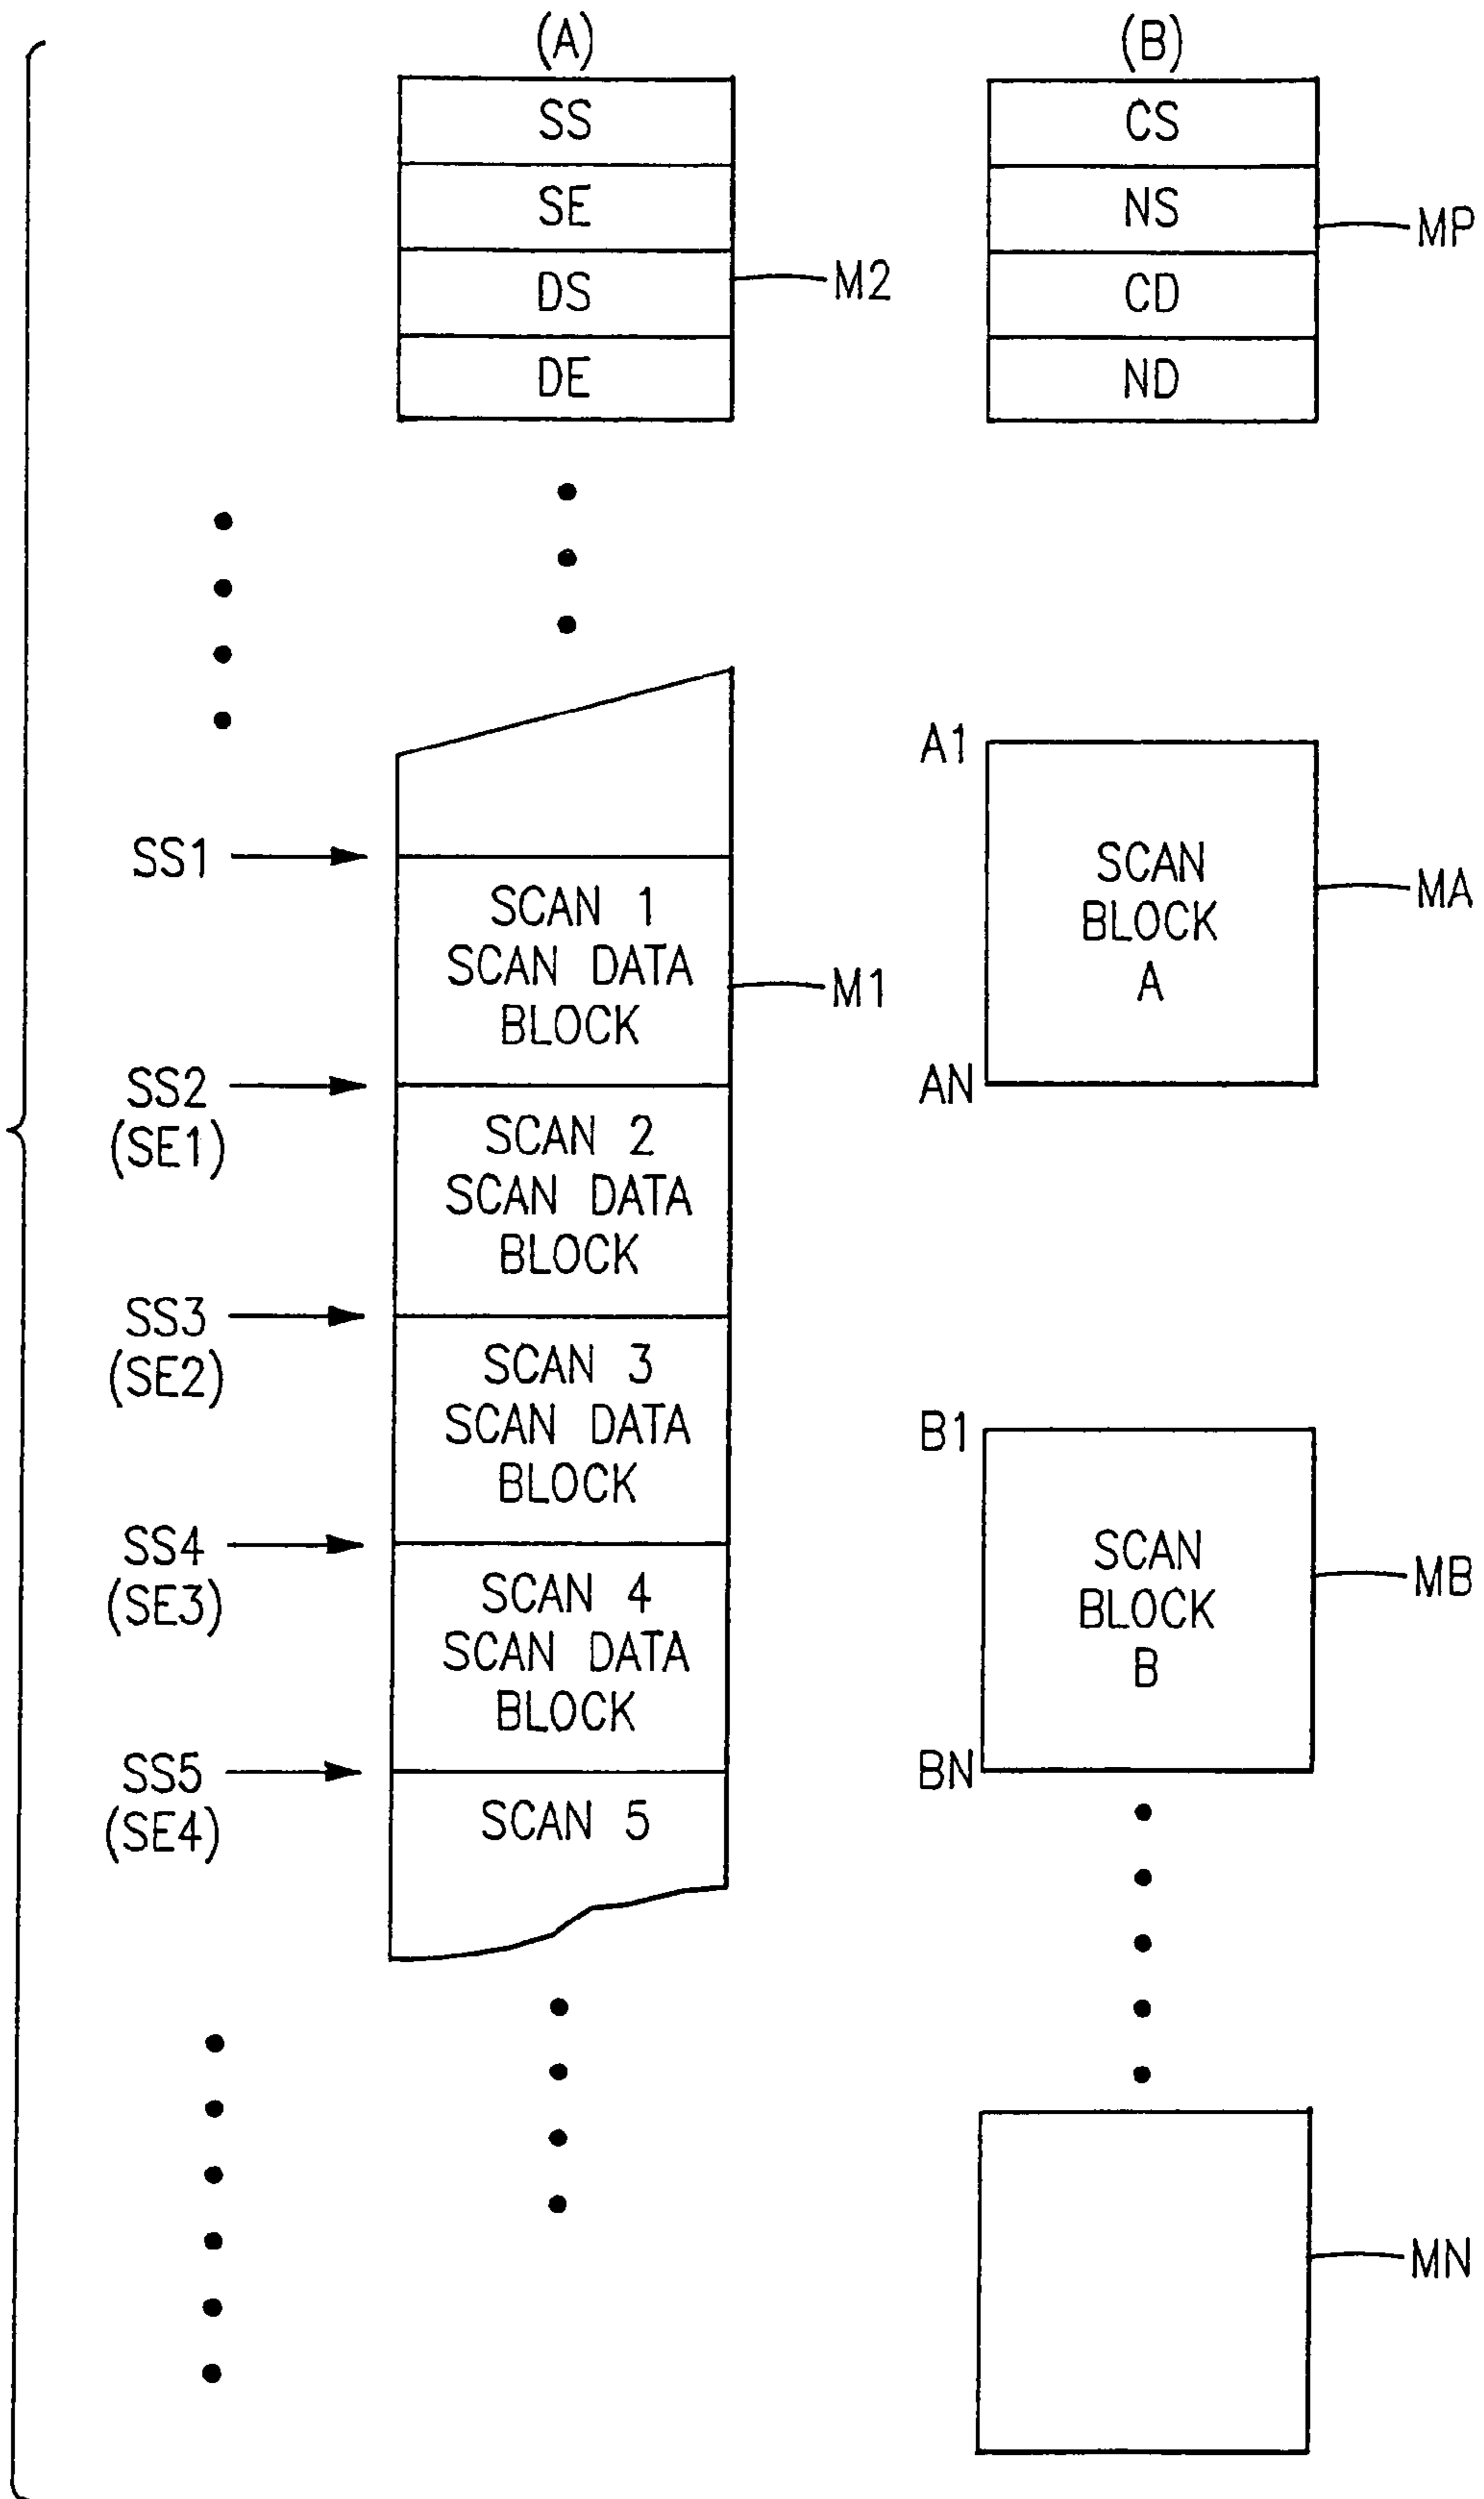 (A)
SS
SE
DS
DE
M2
SS1
SCAN 1
SCAN DATA
BLOCK
M1
SS2
(SE1)
SCAN 2
SCAN DATA
BLOCK
SS3
(SE2)
SCAN 3
SCAN DATA
BLOCK
SS4
(SE3)
SCAN 4
SCAN DATA
BLOCK
SS5
(SE4)
SCAN 5
(B)
CS
NS
CD
ND
MP
A1
SCAN
BLOCK
A
MA
AN
B1
SCAN
BLOCK
B
MB
BN
MN